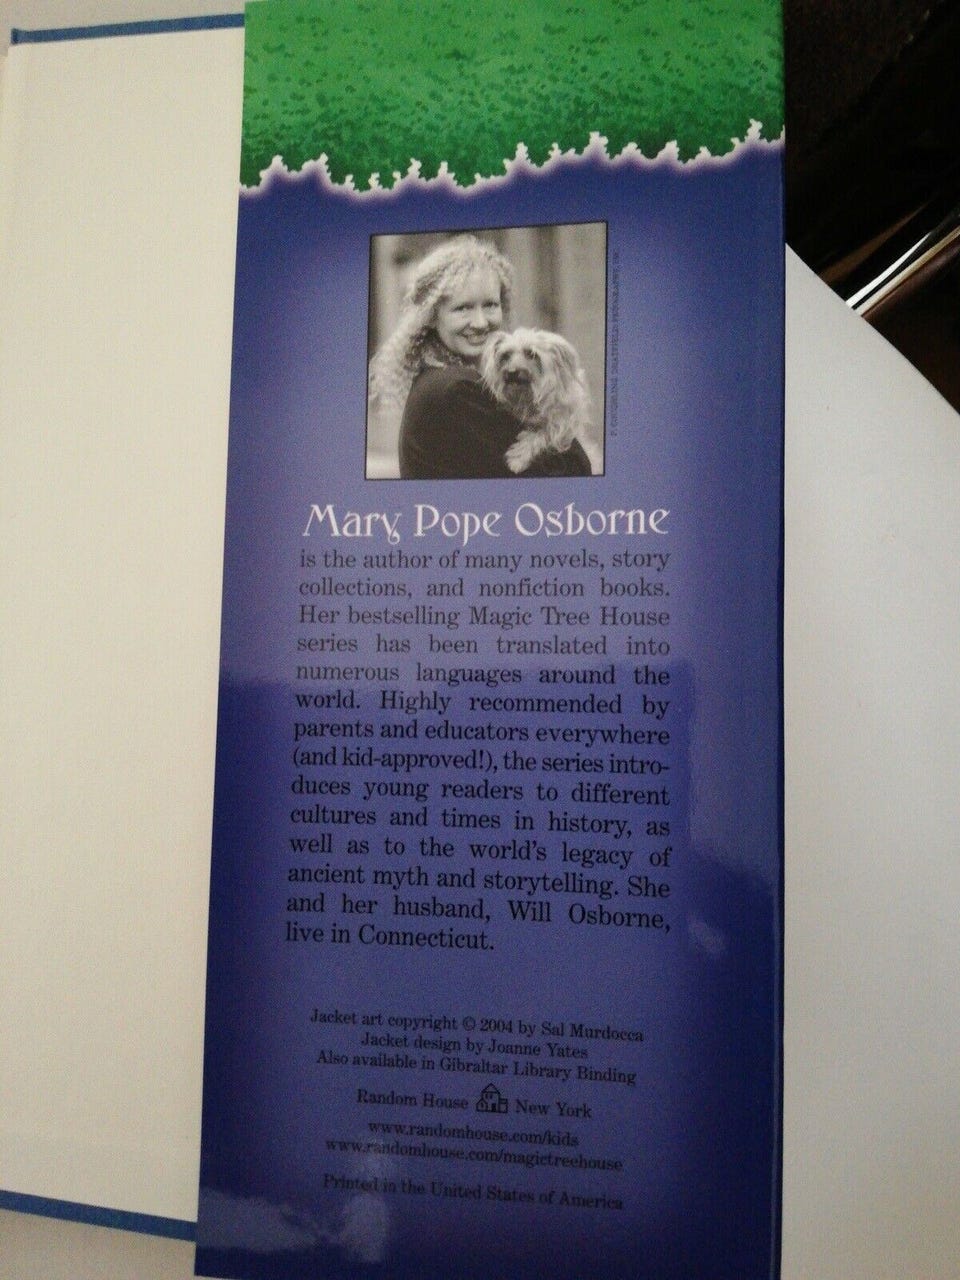 Mary Pope Osborne
is the author of many novels, story
collections, and nonfiction books.
Her bestselling Magic Tree House
series has been translated into
numerous languages around the
world. Highly recommended by
parents and educators everywhere
(and kid-approved!), the series intro-
duces young readers to different
cultures and times in history, as
well as to the world's legacy of
ancient myth and storytelling. She
and her husband, Will Osborne,
live in Connecticut.
Jacket art copyright © 2004 by Sal Murdocca
Jacket design by Joanne Yates
Also available in Gibraltar Library Binding
Random House New York
www.randomhouse.com/kids
www.randomhouse.com/magictreehouse
Printed in the United States of America